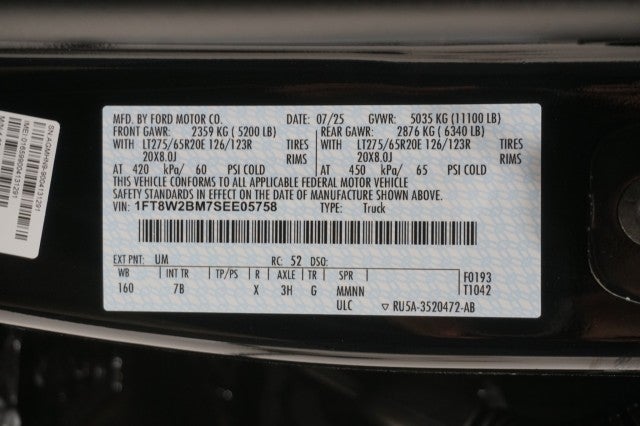 MFD. BY FORD MOTOR CO. DATE: 07/25 GVWR: 5035 KG (11100 LB)
FRONT GAWR: 2359 KG ( 5200 LB) REAR GAWR: 2876 KG ( 6340 LB)
WITH LT275/65R20E 126/123R TIRES WITH LT275/65R20E 126/123R TIRES
20X8.0J RIMS 20X8.0J RIMS
AT 420 kPa/ 60 PSI COLD AT 450 kPa/ 65 PSI COLD
THIS VEHICLE CONFORMS TO ALL APPLICABLE FEDERAL MOTOR VEHICLE
SAFETY STANDARDS IN EFFECT ON THE DATE OF MANUFACTURE SHOWN ABOVE.
VIN: 1FT8W2BM7SEE05758 TYPE: Truck
EXT PNT: UM RC: 52 DSO:
WB INT TR TP/PS R AXLE TR SPR F0193
160 7B X 3H G MMNN T1042
ULC ▽ RU5A-3520472-AB